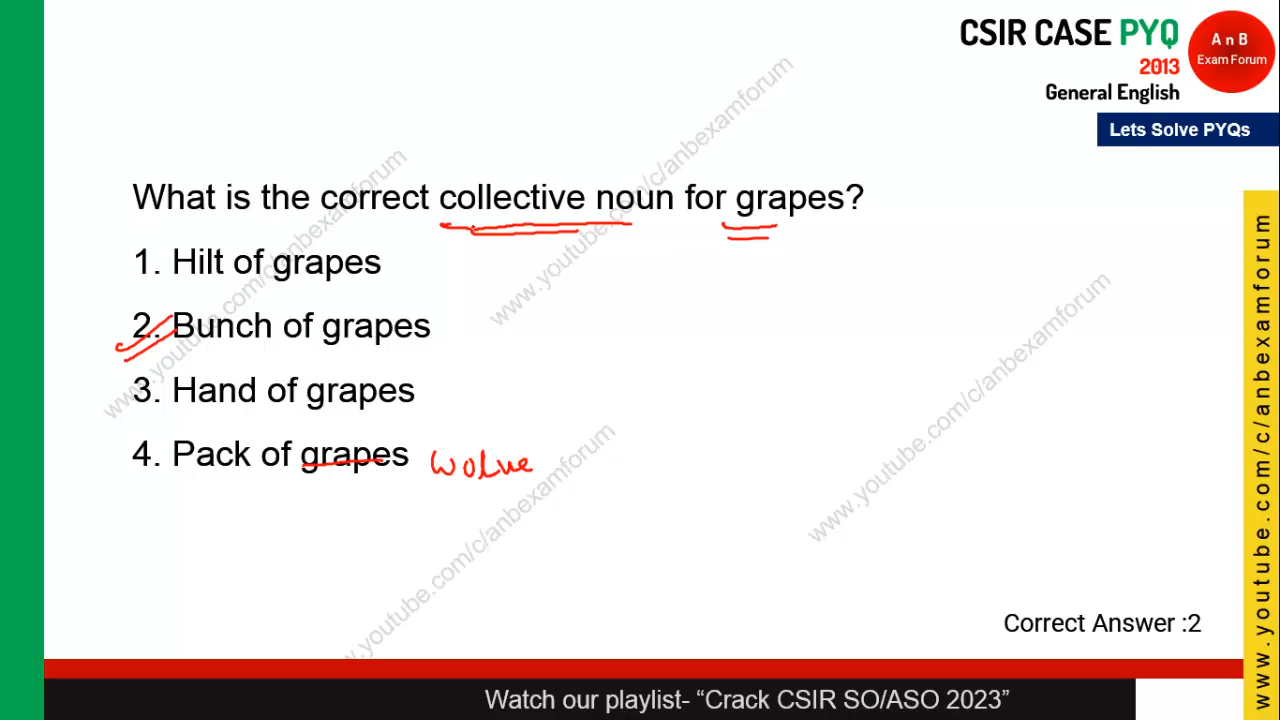 CSIR CASE PYQ
2013
General English
A n B
Exam Forum
Lets Solve PYQs
What is the correct collective noun for grapes?
1. Hilt of grapes
2. Bunch of grapes
3. Hand of grapes
4. Pack of grapes wolve
Correct Answer :2
Watch our playlist- “Crack CSIR SO/ASO 2023”
www.youtube.com/c/anbexamforum
www.youtube.com/c/anbexamforum
www.youtube.com/c/anbexamforum
www.youtube.com/c/anbexamforum
www.youtube.com/c/anbexamforum